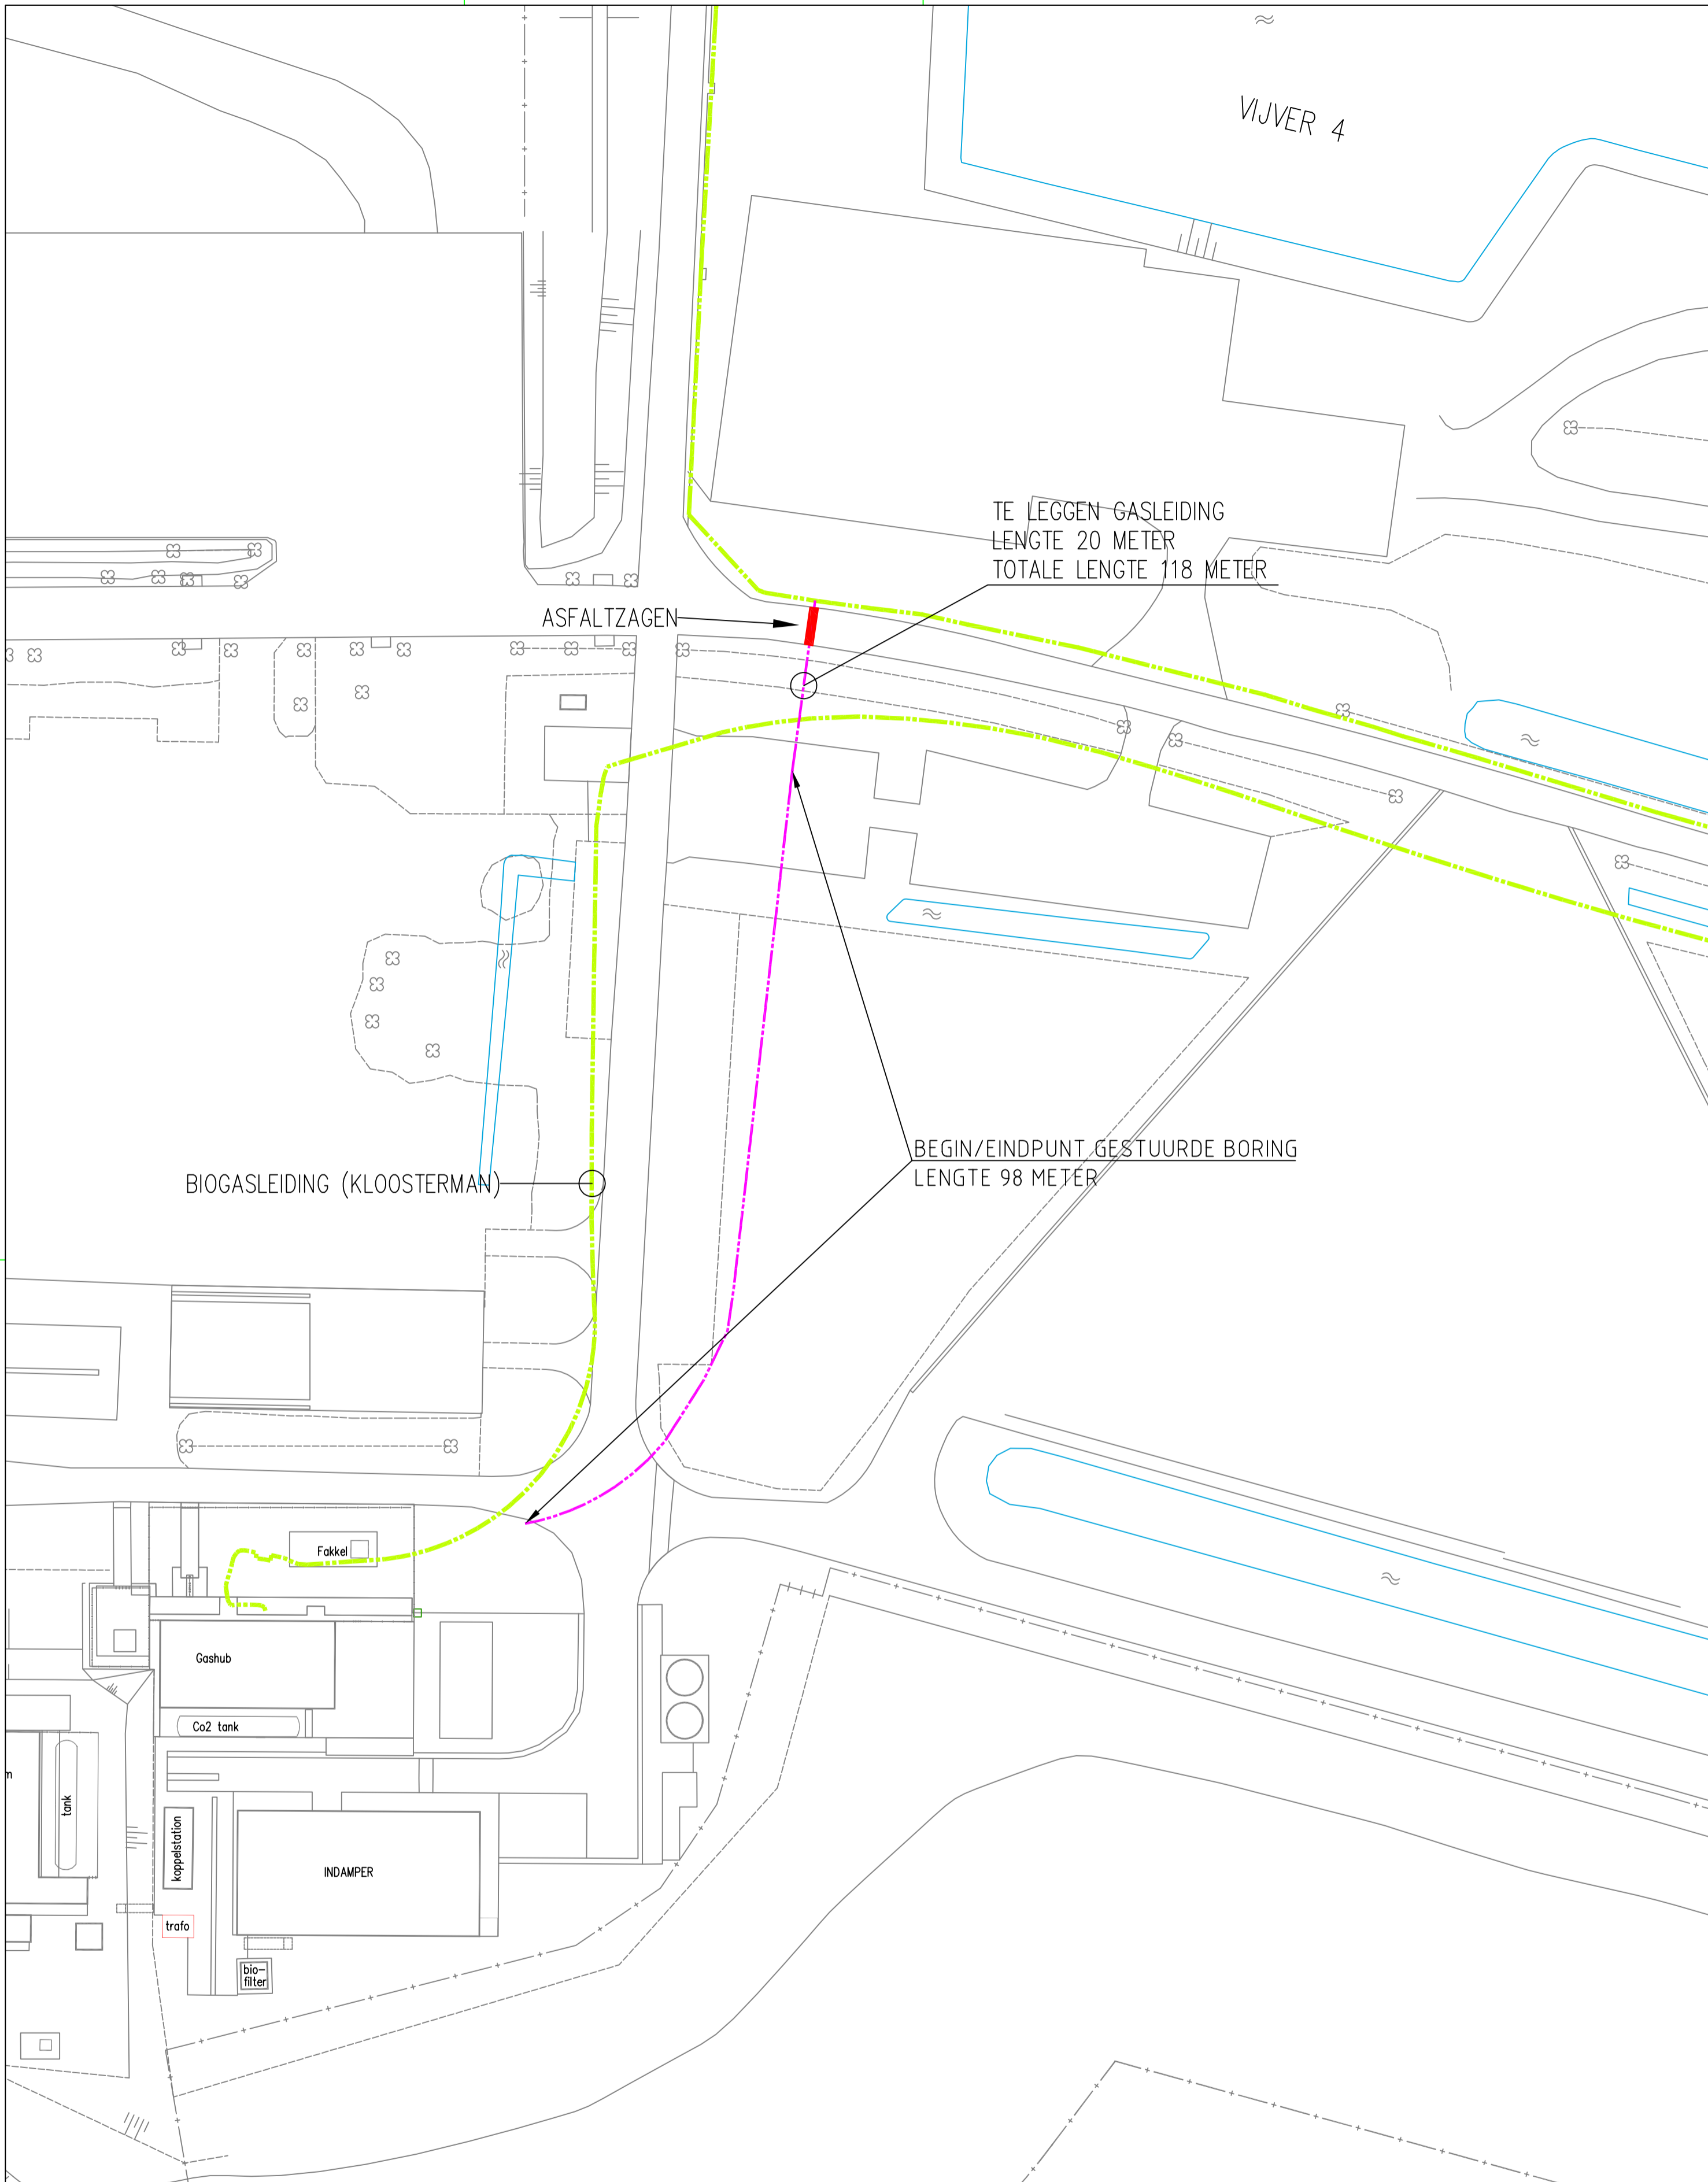 VIJVER 4
TE LEGGEN GASLEIDING
LENGTE 20 METER
TOTALE LENGTE 118 METER
ASFALTZAGEN
BEGIN/EINDPUNT GESTUURDE BORING
LENGTE 98 METER
BIOGASLEIDING (KLOOSTERMAN)
Fakkel
Gashub
Co2 tank
m
tank
koppelstation
INDAMPER
trafo
bio-
filter